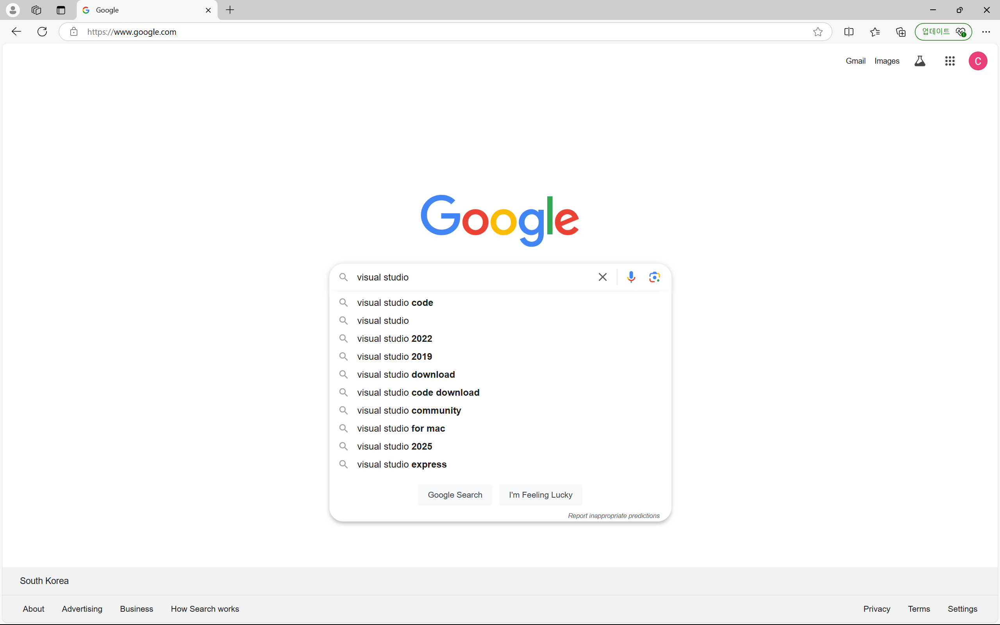 Google
https://www.google.com
업데이트
Gmail Images
C
Google
visual studio
visual studio code
visual studio
visual studio 2022
visual studio 2019
visual studio download
visual studio code download
visual studio community
visual studio for mac
visual studio 2025
visual studio express
Google Search I'm Feeling Lucky
Report inappropriate predictions
South Korea
About Advertising Business How Search works Privacy Terms Settings